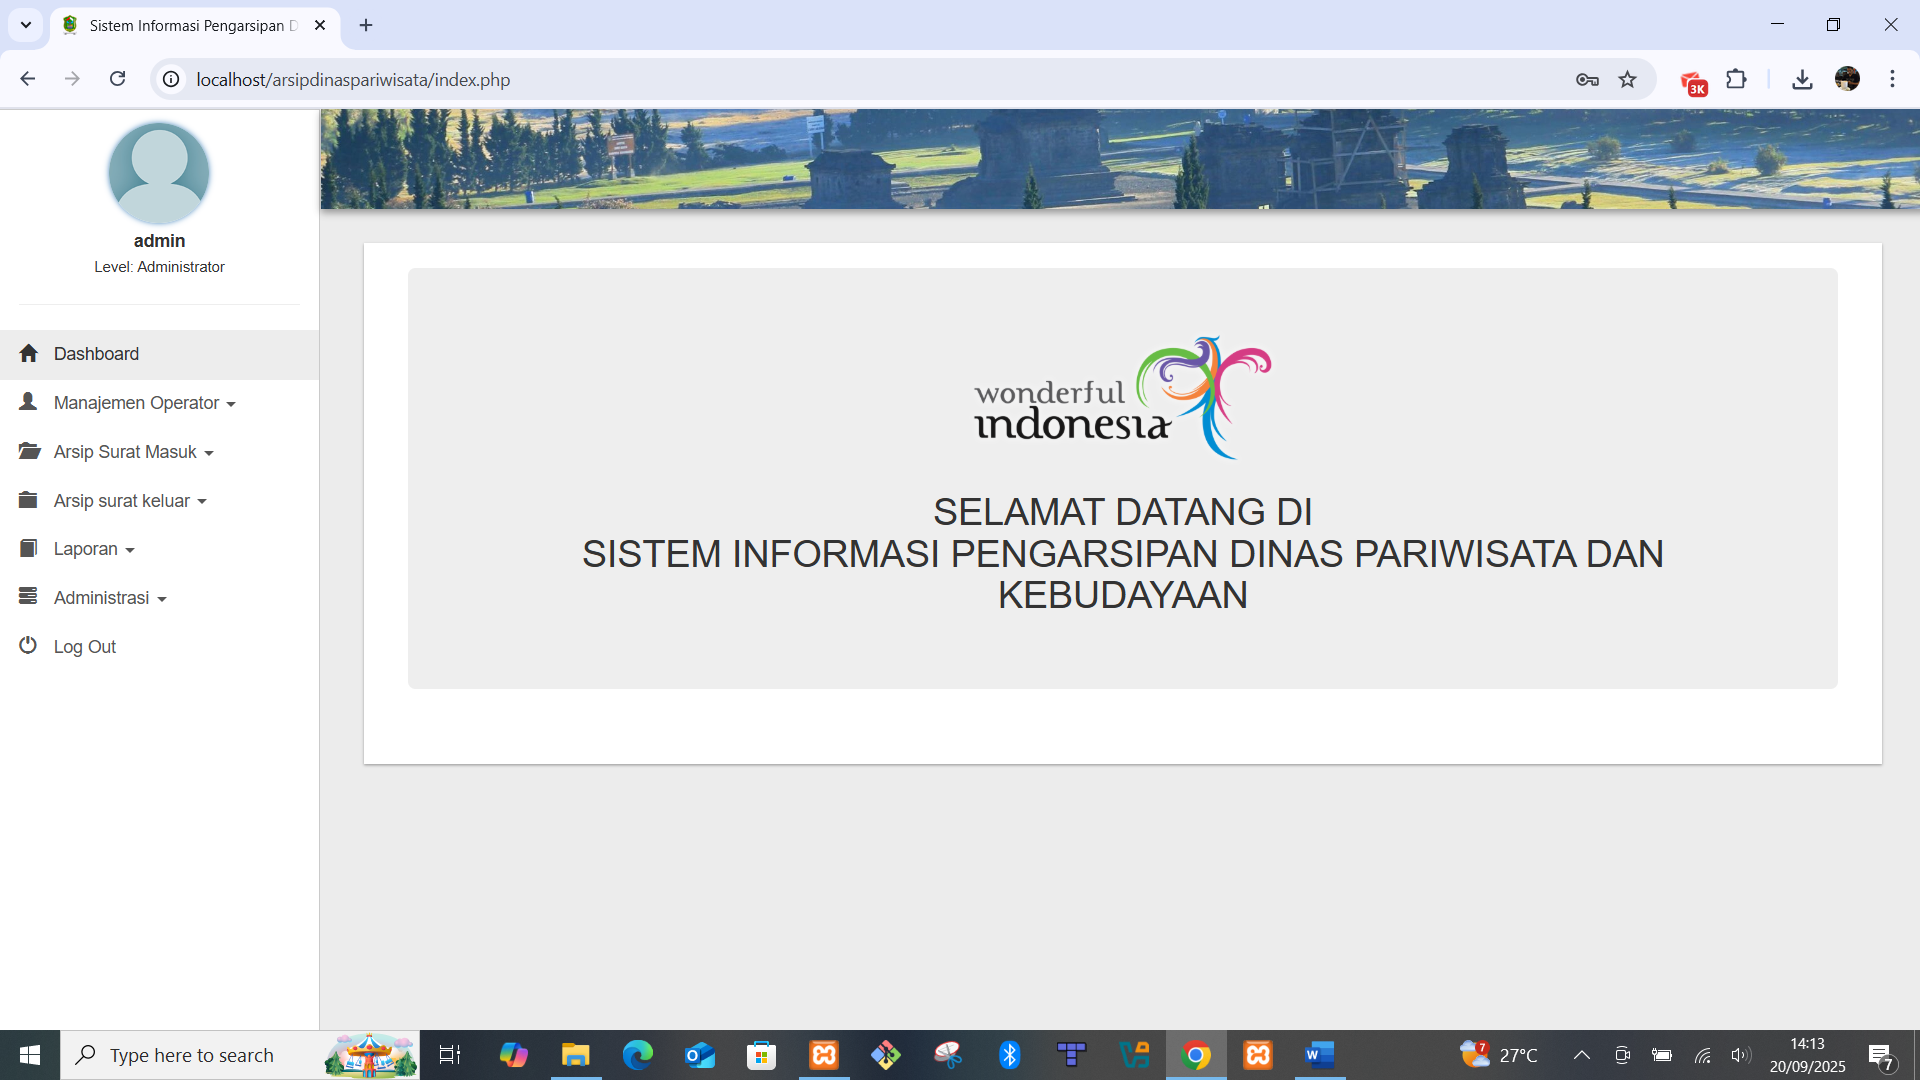 Sistem Informasi Pengarsipan D
localhost/arsipdinaspariwisata/index.php
3K
admin
Level: Administrator
Dashboard
Manajemen Operator
Arsip Surat Masuk
Arsip surat keluar
Laporan
Administrasi
Log Out
wonderful
indonesia
SELAMAT DATANG DI
SISTEM INFORMASI PENGARSIPAN DINAS PARIWISATA DAN
KEBUDAYAAN
Type here to search
7
27°C
14:13
20/09/2025
7